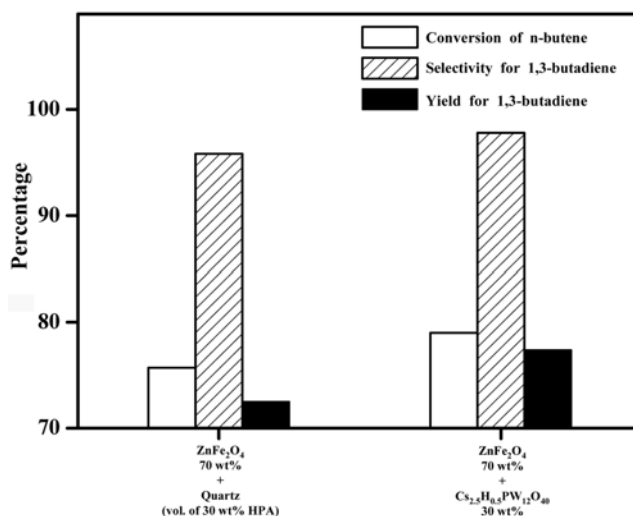 Conversion of n-butene
Selectivity for 1,3-butadiene
Yield for 1,3-butadiene
Percentage
100
90
80
70
ZnFe₂O₄
70 wt%
+
Quartz
(vol. of 30 wt% HPA)
ZnFe₂O₄
70 wt%
+
Cs₂.₅H₀.₅PW₁₂O₄₀
30 wt%